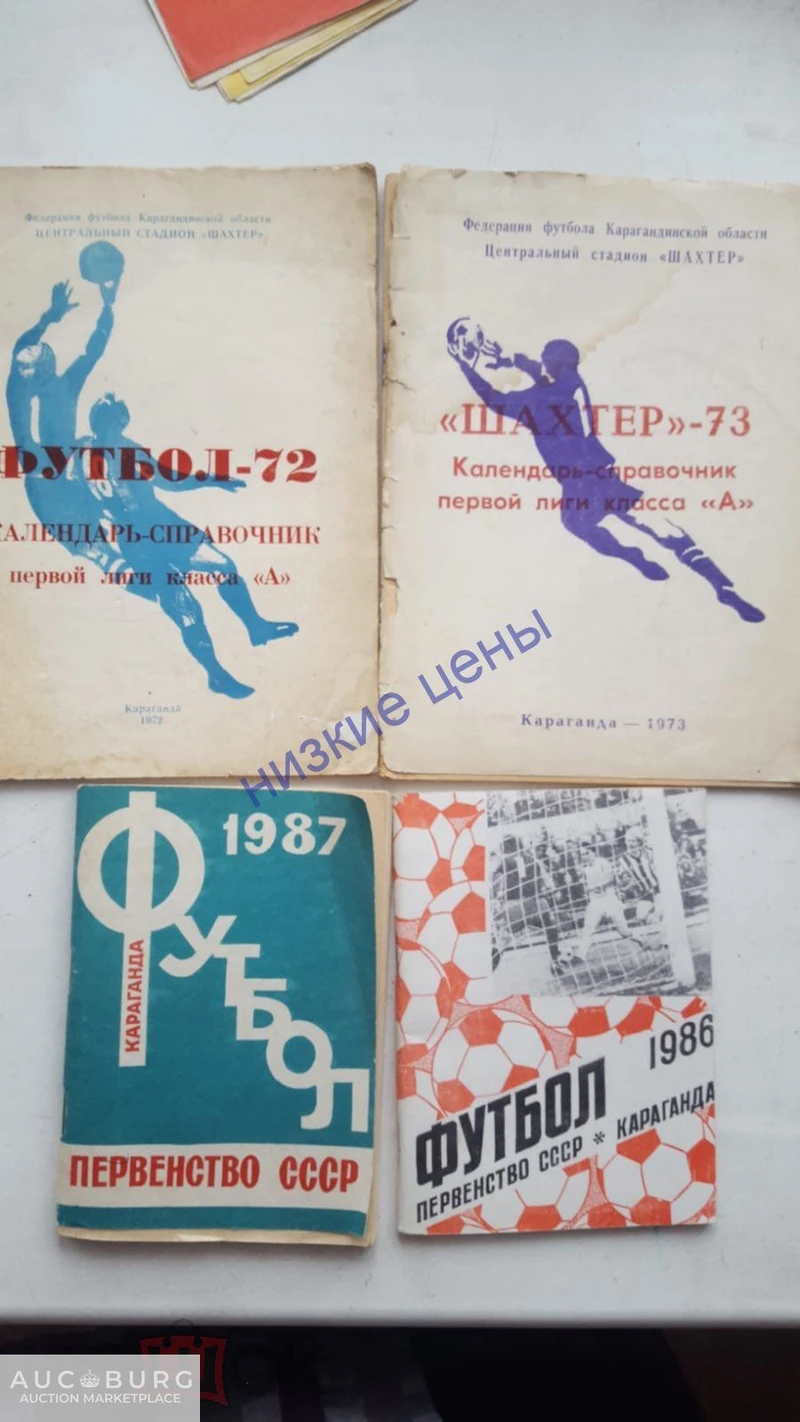 Федерация футбола Карагандинской области
ЦЕНТРАЛЬНЫЙ СТАДИОН «ШАХТЕР»
ФУТБОЛ-72
КАЛЕНДАРЬ-СПРАВОЧНИК
первой лиги класса «А»
Караганда
1972
Федерация футбола Карагандинской области
Центральный стадион «ШАХТЕР»
«ШАХТЕР»-73
Календарь-справочник
первой лиги класса «А»
Караганда — 1973
низкие цены
1987
ФУТБОЛ
КАРАГАНДА
ПЕРВЕНСТВО СССР
1986
ФУТБОЛ
ПЕРВЕНСТВО СССР * КАРАГАНДА
AUCBURG
AUCTION MARKETPLACE